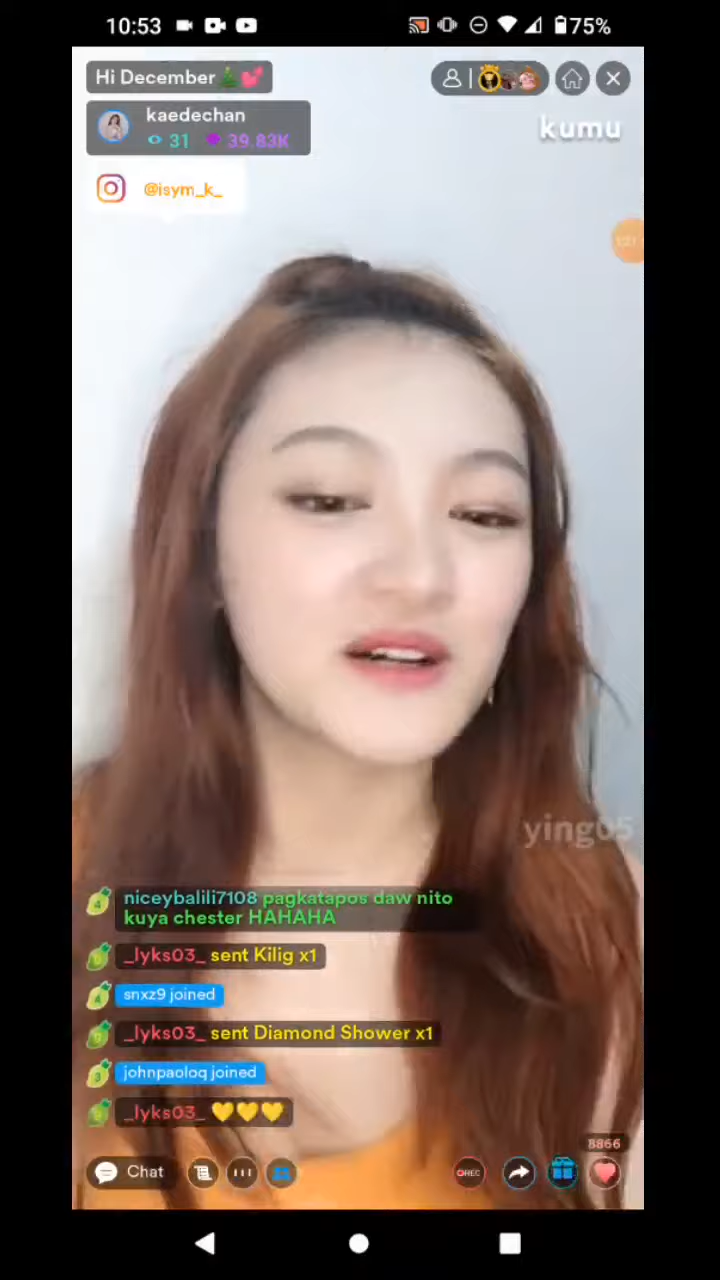 10:53
75%
Hi December🎄💕
kaedechan
31 39.83K
kumu
@isym_k_
ying05
niceybalili7108 pagkatapos daw nito
kuya chester HAHAHA
_lyks03_ sent Kilig x1
snxz9 joined
_lyks03_ sent Diamond Shower x1
johnpaoloq joined
_lyks03_ 💛💛💛
8866
Chat
REC